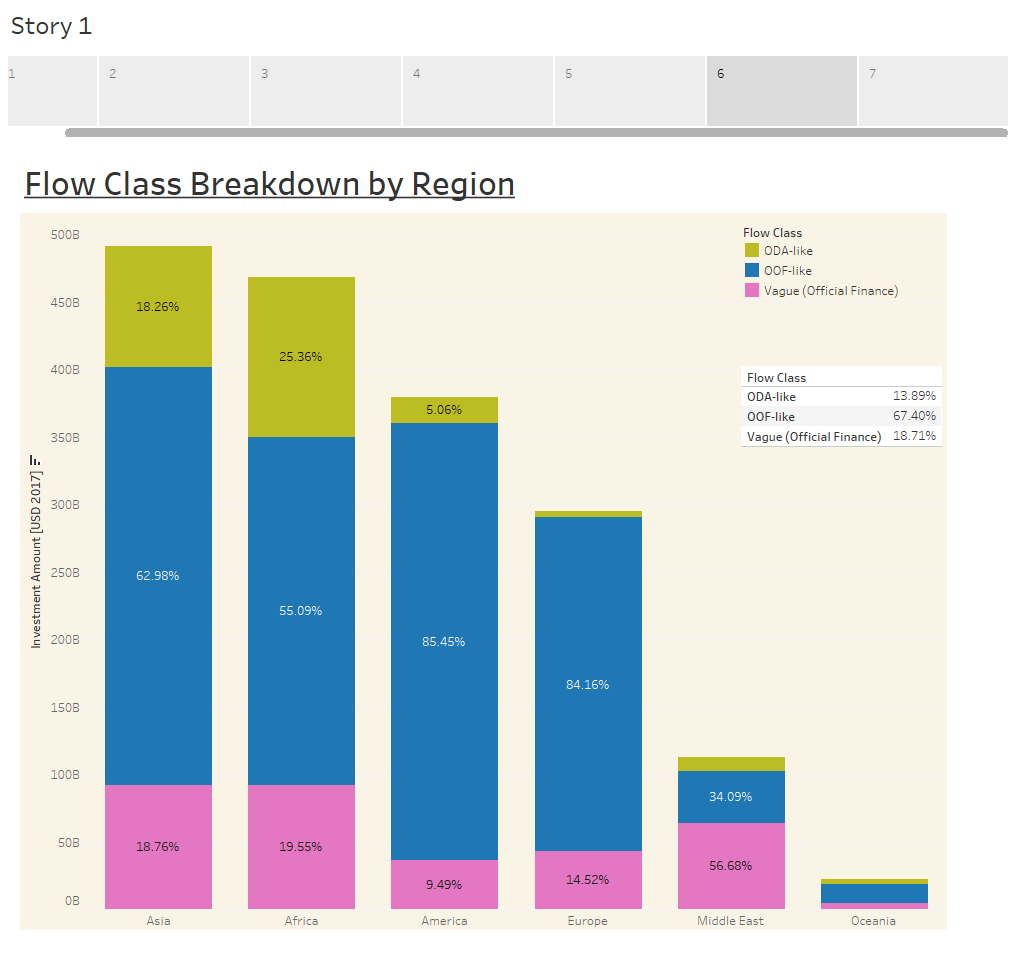 Story 1
1
2
3
4
5
6
7
Flow Class Breakdown by Region
500B
450B
400B
350B
300B
250B
200B
150B
100B
50B
0B
Investment Amount [USD 2017]
Flow Class
ODA-like
OOF-like
Vague (Official Finance)
Flow Class
ODA-like 13.89%
OOF-like 67.40%
Vague (Official Finance) 18.71%
18.26%
62.98%
18.76%
25.36%
55.09%
19.55%
5.06%
85.45%
9.49%
84.16%
14.52%
34.09%
56.68%
Asia
Africa
America
Europe
Middle East
Oceania